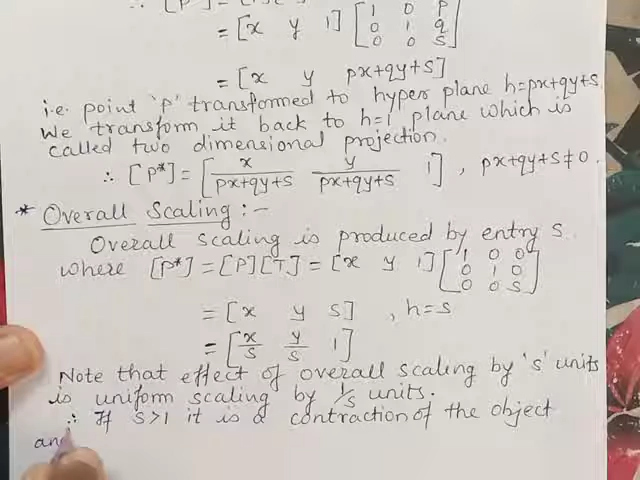 = [x y 1] [1 0 p
0 1 q
0 0 s]
= [x y px+qy+s]
i.e. point 'p' transformed to hyper plane h=px+qy+s
We transform it back to h=1 plane which is
called two dimensional projection.
∴ [P*] = [x/px+qy+s y/px+qy+s 1] , px+qy+s≠0.
* Overall Scaling :-
Overall scaling is produced by entry s
where [P*] = [P][T] = [x y 1] [1 0 0
0 1 0
0 0 s]
= [x y s] , h=s
= [x/s y/s 1]
Note that effect of overall scaling by 's' units
is uniform scaling by 1/s units.
∴ If s>1 it is a contraction of the object
and